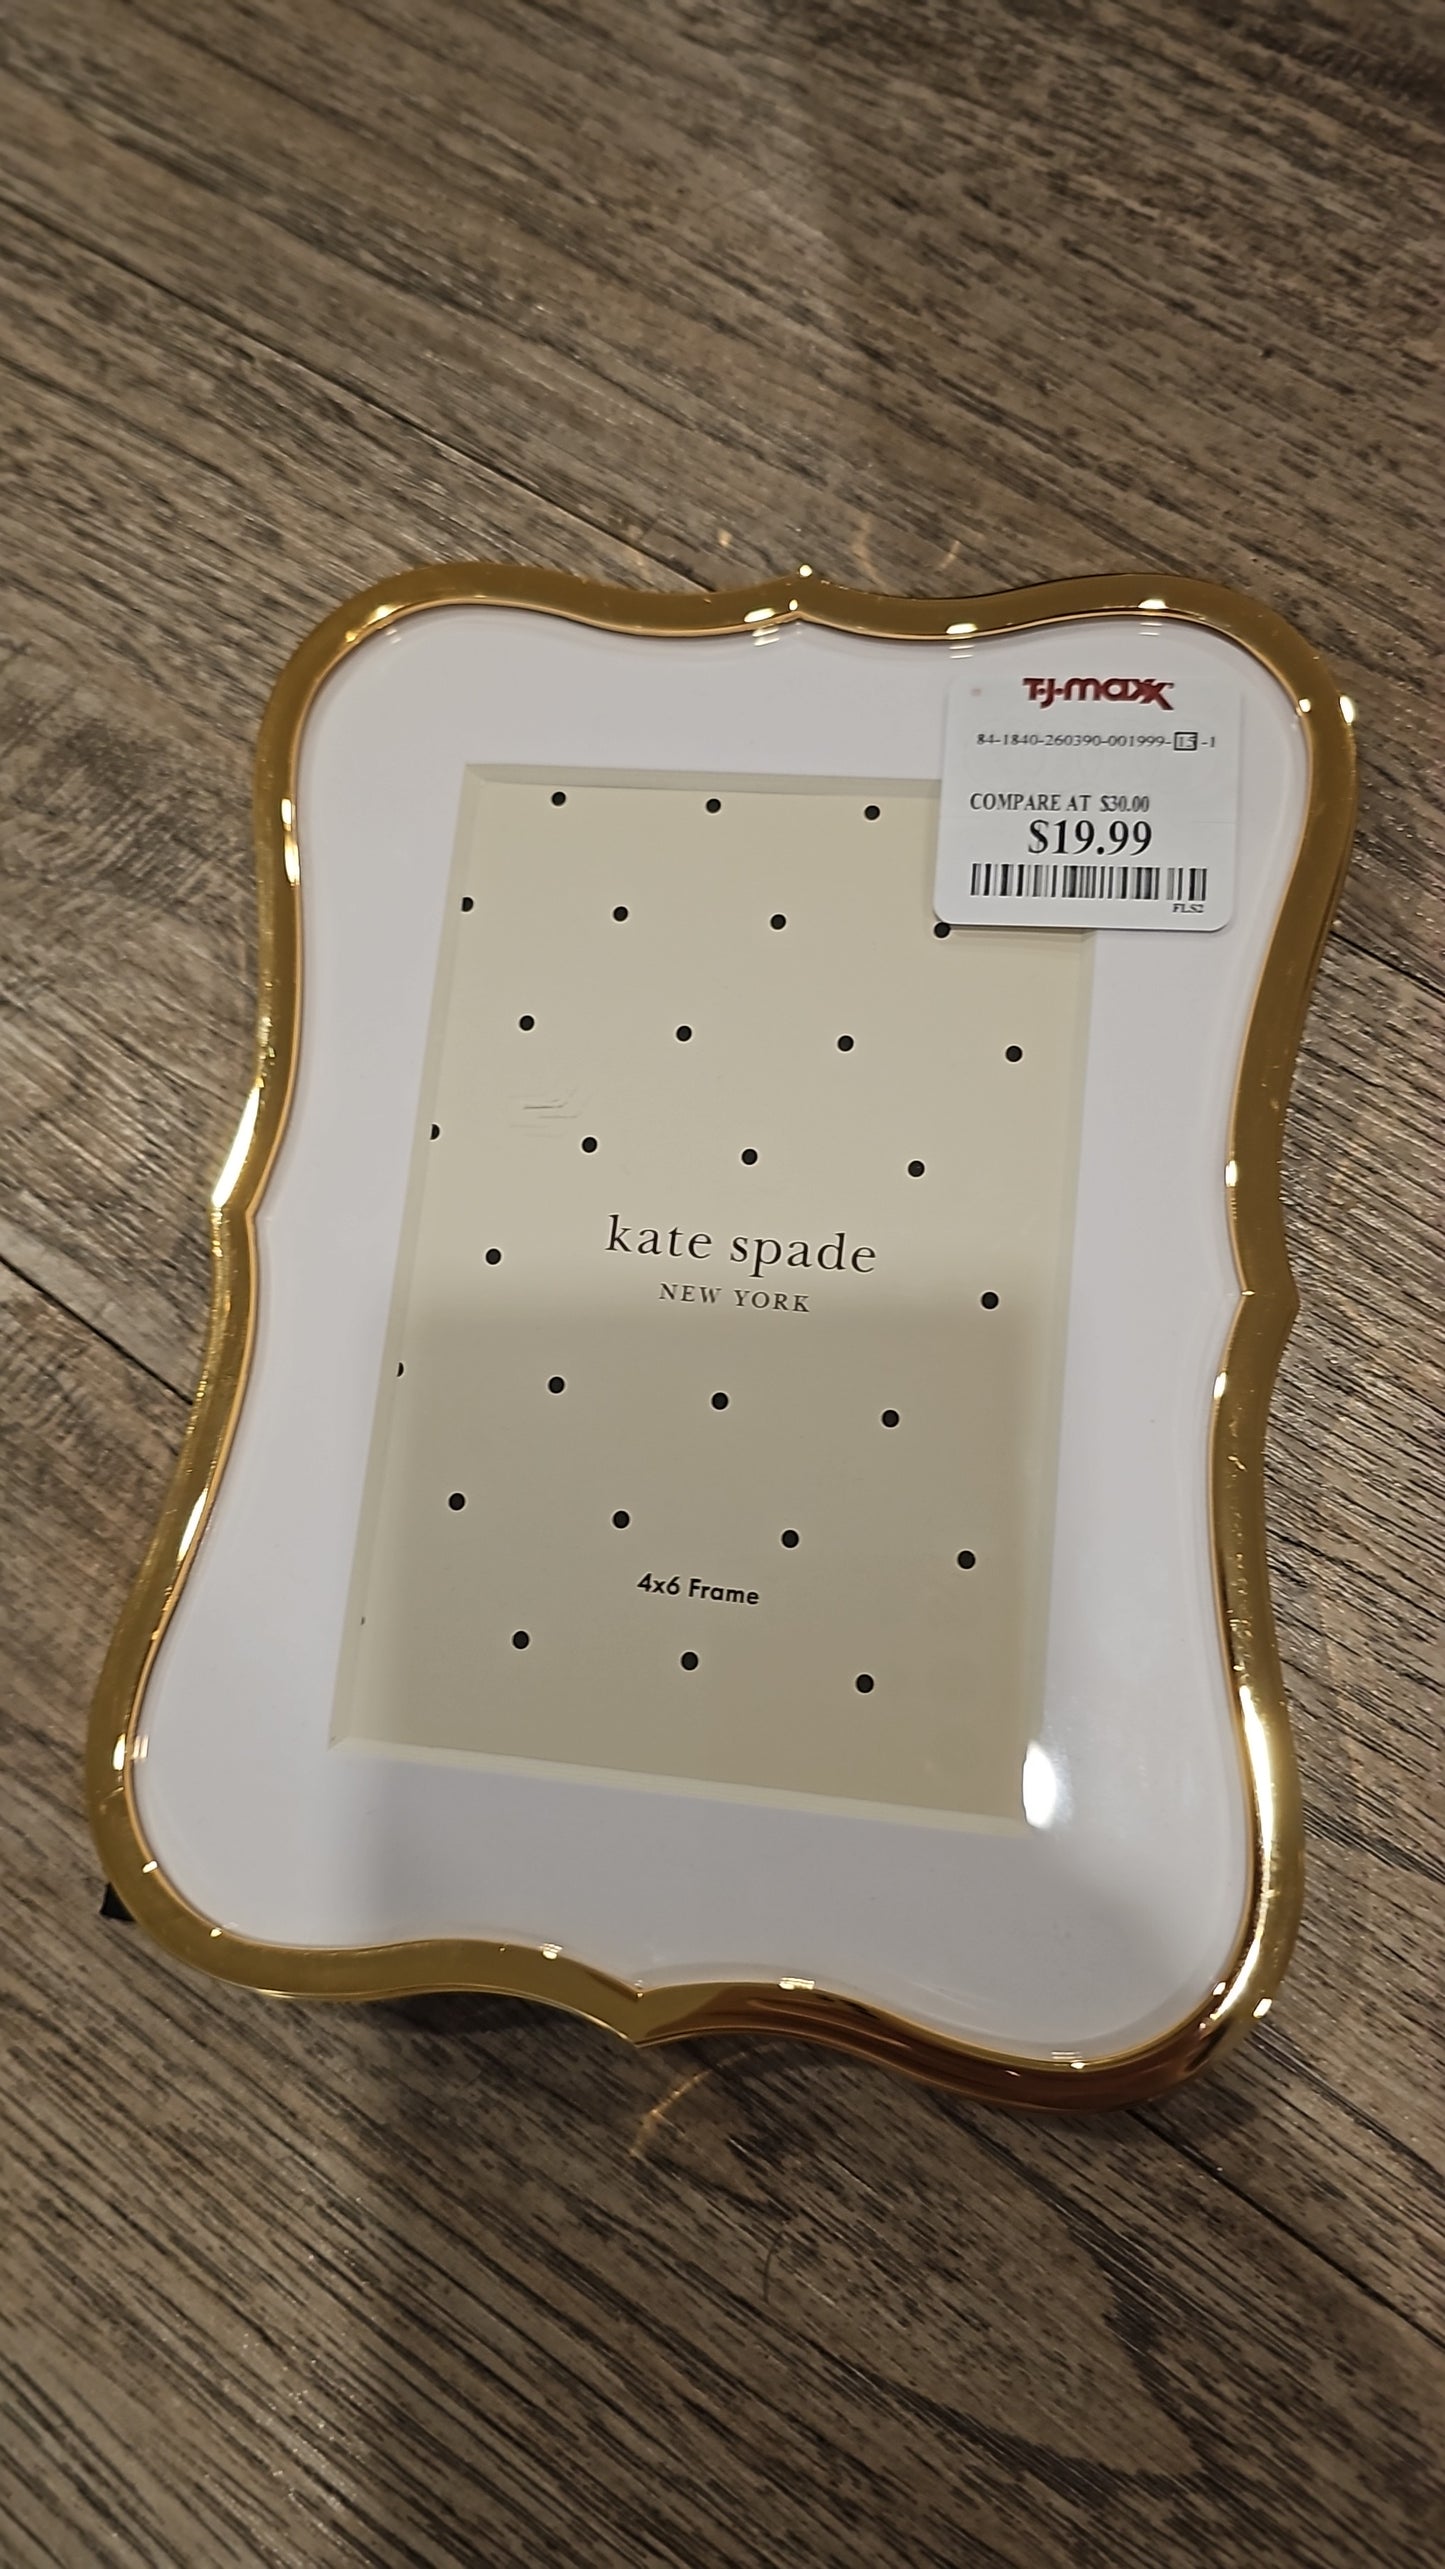 T·J·maxx
84-1840-260390-001999-15-1
COMPARE AT $30.00
$19.99
FLS2
kate spade
NEW YORK
4x6 Frame